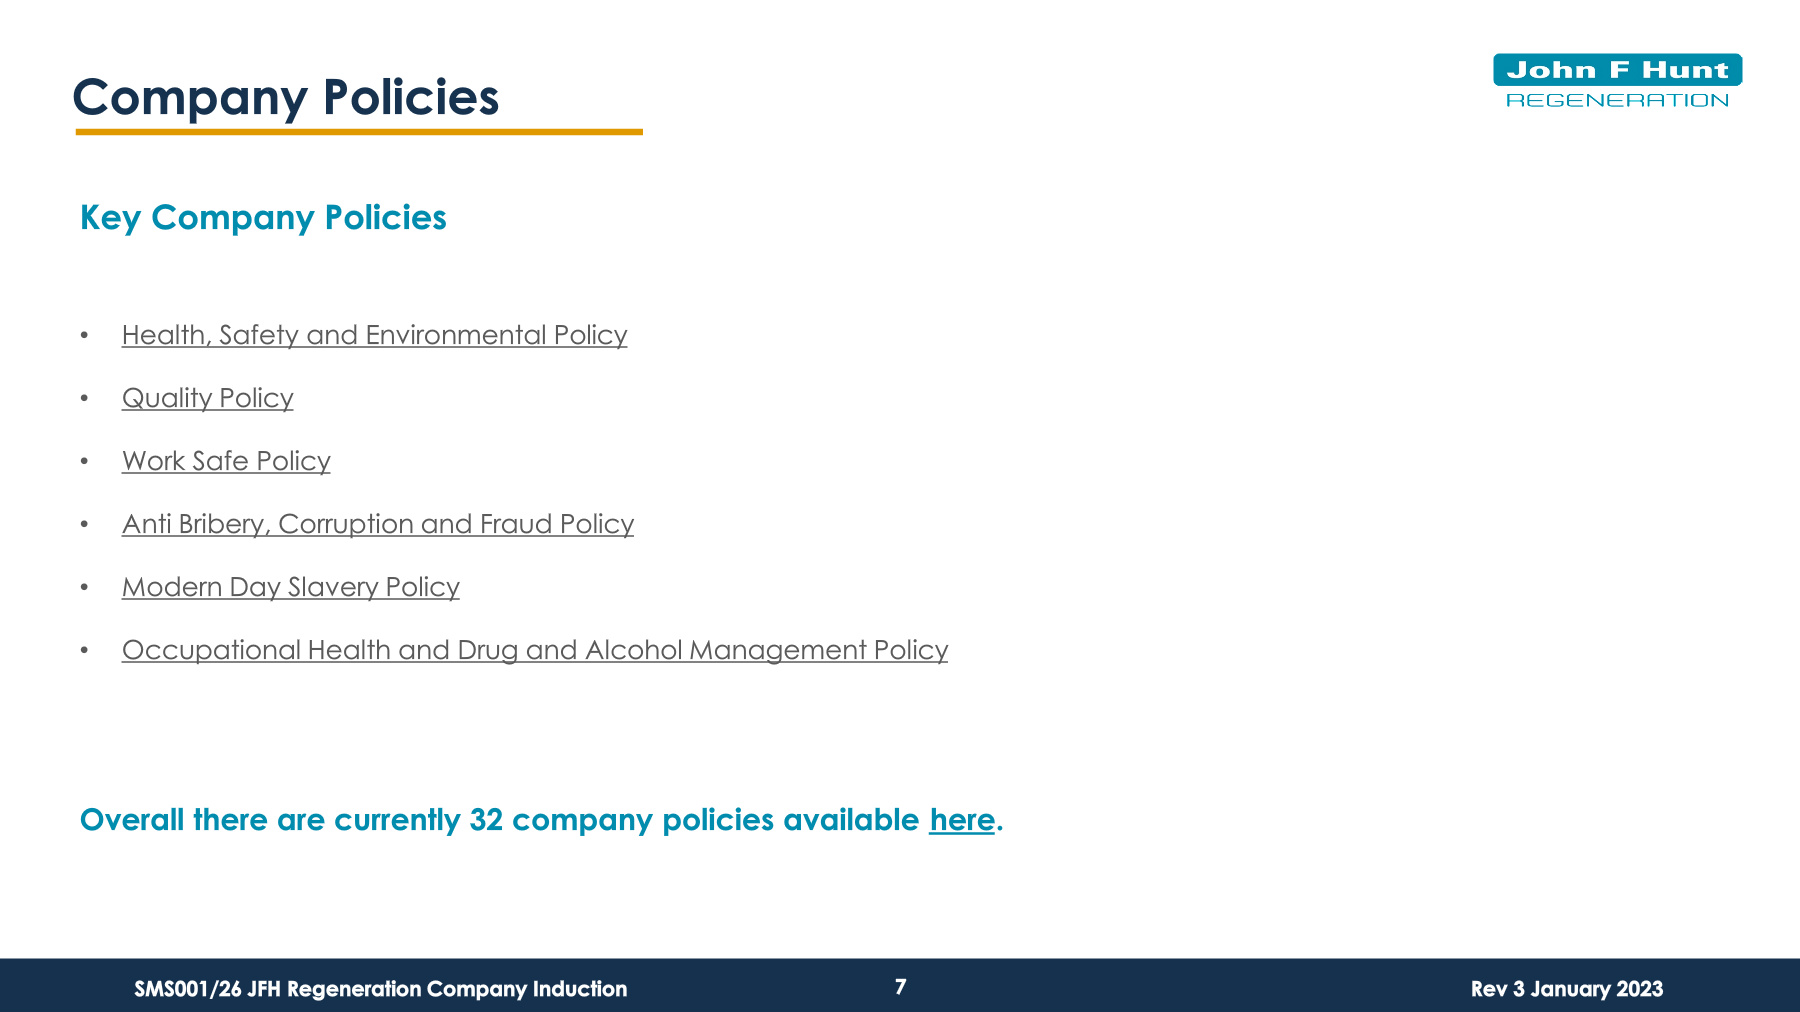 Company Policies
John F Hunt
REGENERATION
Key Company Policies
• Health, Safety and Environmental Policy
• Quality Policy
• Work Safe Policy
• Anti Bribery, Corruption and Fraud Policy
• Modern Day Slavery Policy
• Occupational Health and Drug and Alcohol Management Policy
Overall there are currently 32 company policies available here.
SMS001/26 JFH Regeneration Company Induction
7
Rev 3 January 2023